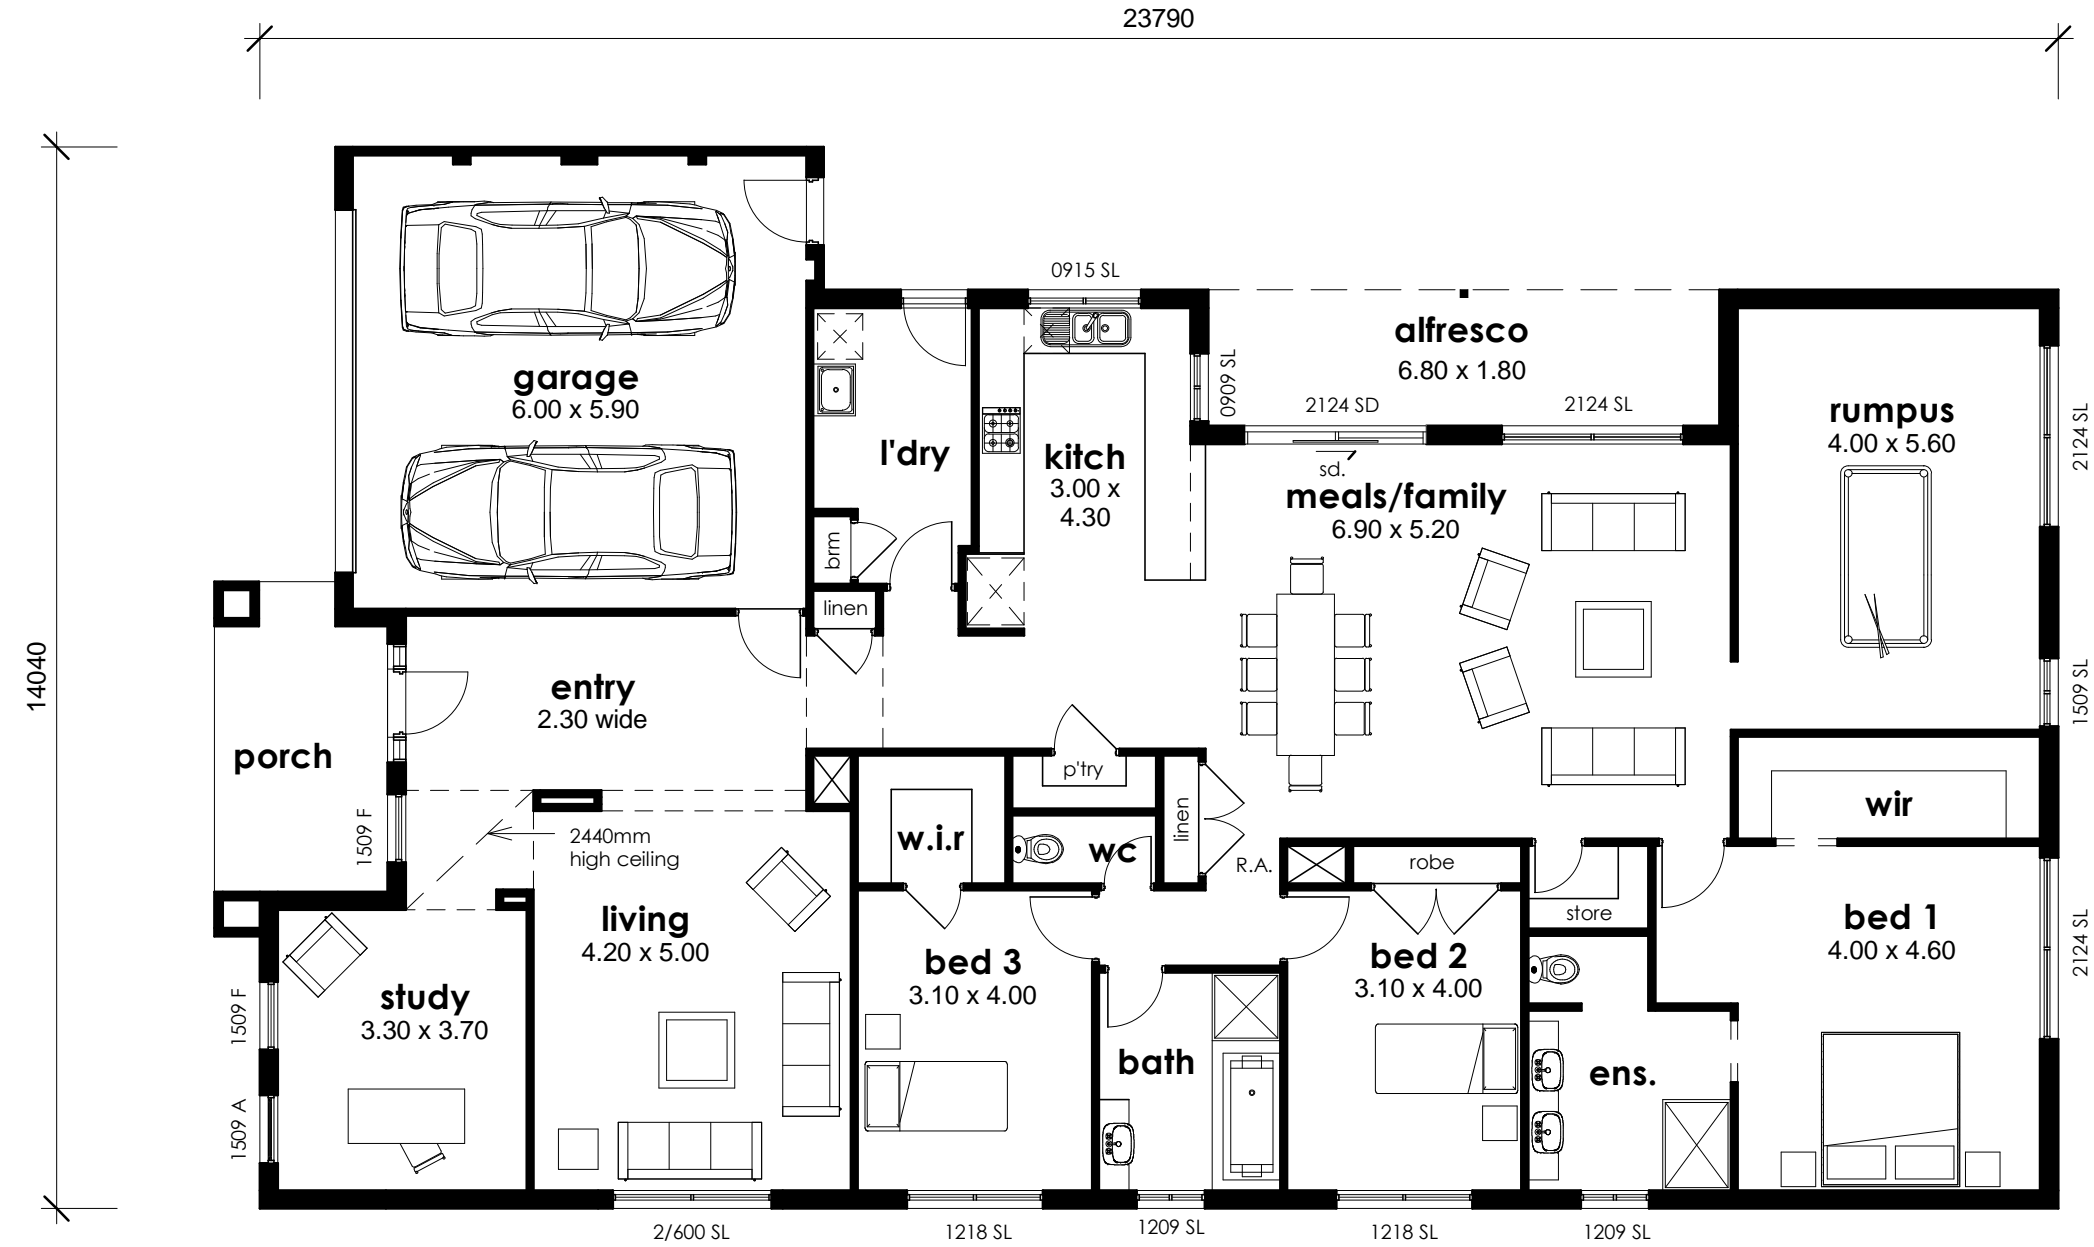 23790
14040
0915 SL
alfresco
6.80 x 1.80
0909 SL
2124 SD
2124 SL
garage
6.00 x 5.90
rumpus
4.00 x 5.60
2124 SL
l'dry
kitch
3.00 x
4.30
sd.
meals/family
6.90 x 5.20
brm
linen
entry
2.30 wide
1509 SL
porch
p'try
linen
wir
1509 F
2440mm
high ceiling
w.i.r
wc
R.A.
robe
store
living
4.20 x 5.00
bed 3
3.10 x 4.00
bed 2
3.10 x 4.00
bed 1
4.00 x 4.60
2124 SL
study
3.30 x 3.70
1509 F
bath
ens.
1509 A
2/600 SL
1218 SL
1209 SL
1218 SL
1209 SL